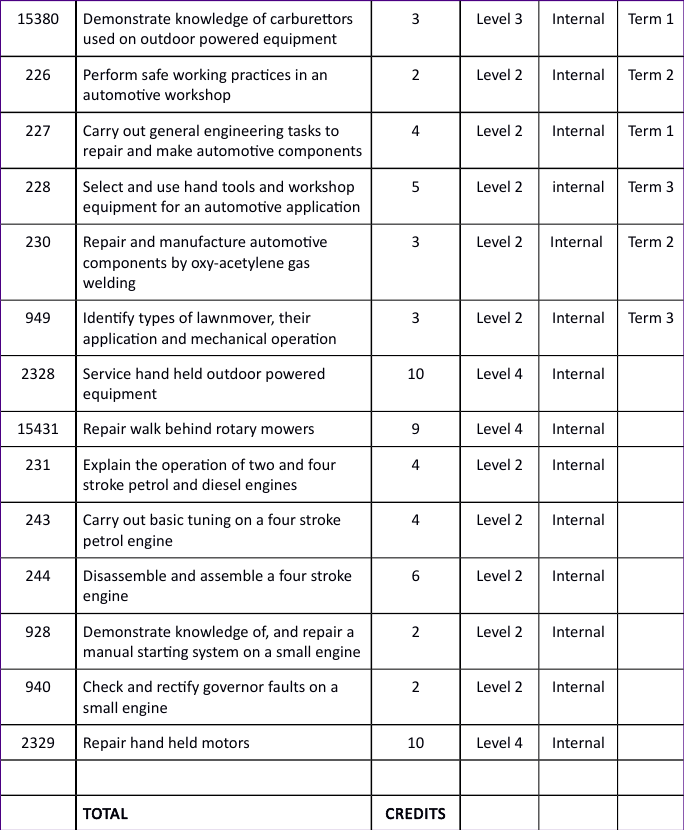 15380 Demonstrate knowledge of carburettors 3 Level 3 Internal Term 1
used on outdoor powered equipment
226 Perform safe working practices in an 2 Level 2 Internal Term 2
automotive workshop
227 Carry out general engineering tasks to 4 Level 2 Internal Term 1
repair and make automotive components
228 Select and use hand tools and workshop 5 Level 2 internal Term 3
equipment for an automotive application
230 Repair and manufacture automotive 3 Level 2 Internal Term 2
components by oxy-acetylene gas
welding
949 Identify types of lawnmover, their 3 Level 2 Internal Term 3
application and mechanical operation
2328 Service hand held outdoor powered 10 Level 4 Internal
equipment
15431 Repair walk behind rotary mowers 9 Level 4 Internal
231 Explain the operation of two and four 4 Level 2 Internal
stroke petrol and diesel engines
243 Carry out basic tuning on a four stroke 4 Level 2 Internal
petrol engine
244 Disassemble and assemble a four stroke 6 Level 2 Internal
engine
928 Demonstrate knowledge of, and repair a 2 Level 2 Internal
manual starting system on a small engine
940 Check and rectify governor faults on a 2 Level 2 Internal
small engine
2329 Repair hand held motors 10 Level 4 Internal
TOTAL CREDITS